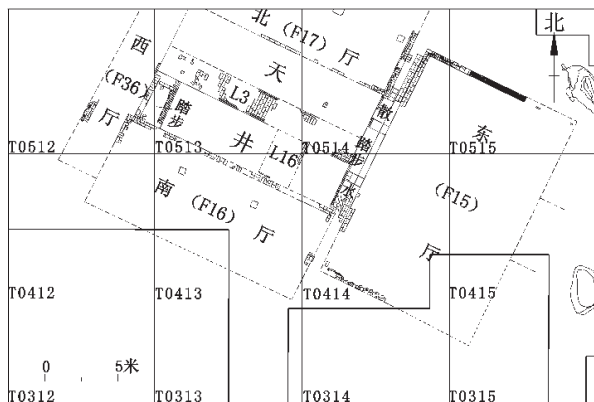 北（F17）厅
北
西（F36）厅
天井
L3
踏步
散水
踏步
东（F15）厅
L16
T0512
T0513
T0514
T0515
南（F16）厅
T0412
T0413
T0414
T0415
0 5米
T0312
T0313
T0314
T0315